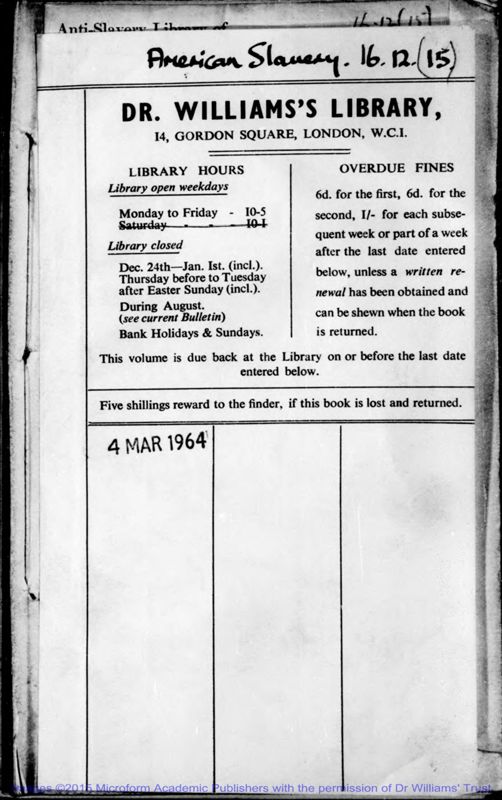 Anti-Slavery Library of
16.12(15)
American Slavery. 16.12.(15)
DR. WILLIAMS'S LIBRARY,
14, GORDON SQUARE, LONDON, W.C.I.
LIBRARY HOURS
Library open weekdays
Monday to Friday - 10-5
Saturday - - - 10-1
Library closed
Dec. 24th—Jan. 1st. (incl.).
Thursday before to Tuesday
after Easter Sunday (incl.).
During August.
(see current Bulletin)
Bank Holidays & Sundays.
OVERDUE FINES
6d. for the first, 6d. for the
second, 1/- for each subse-
quent week or part of a week
after the last date entered
below, unless a written re-
newal has been obtained and
can be shewn when the book
is returned.
This volume is due back at the Library on or before the last date
entered below.
Five shillings reward to the finder, if this book is lost and returned.
4 MAR 1964
Images ©2015 Microform Academic Publishers with the permission of Dr Williams' Trust